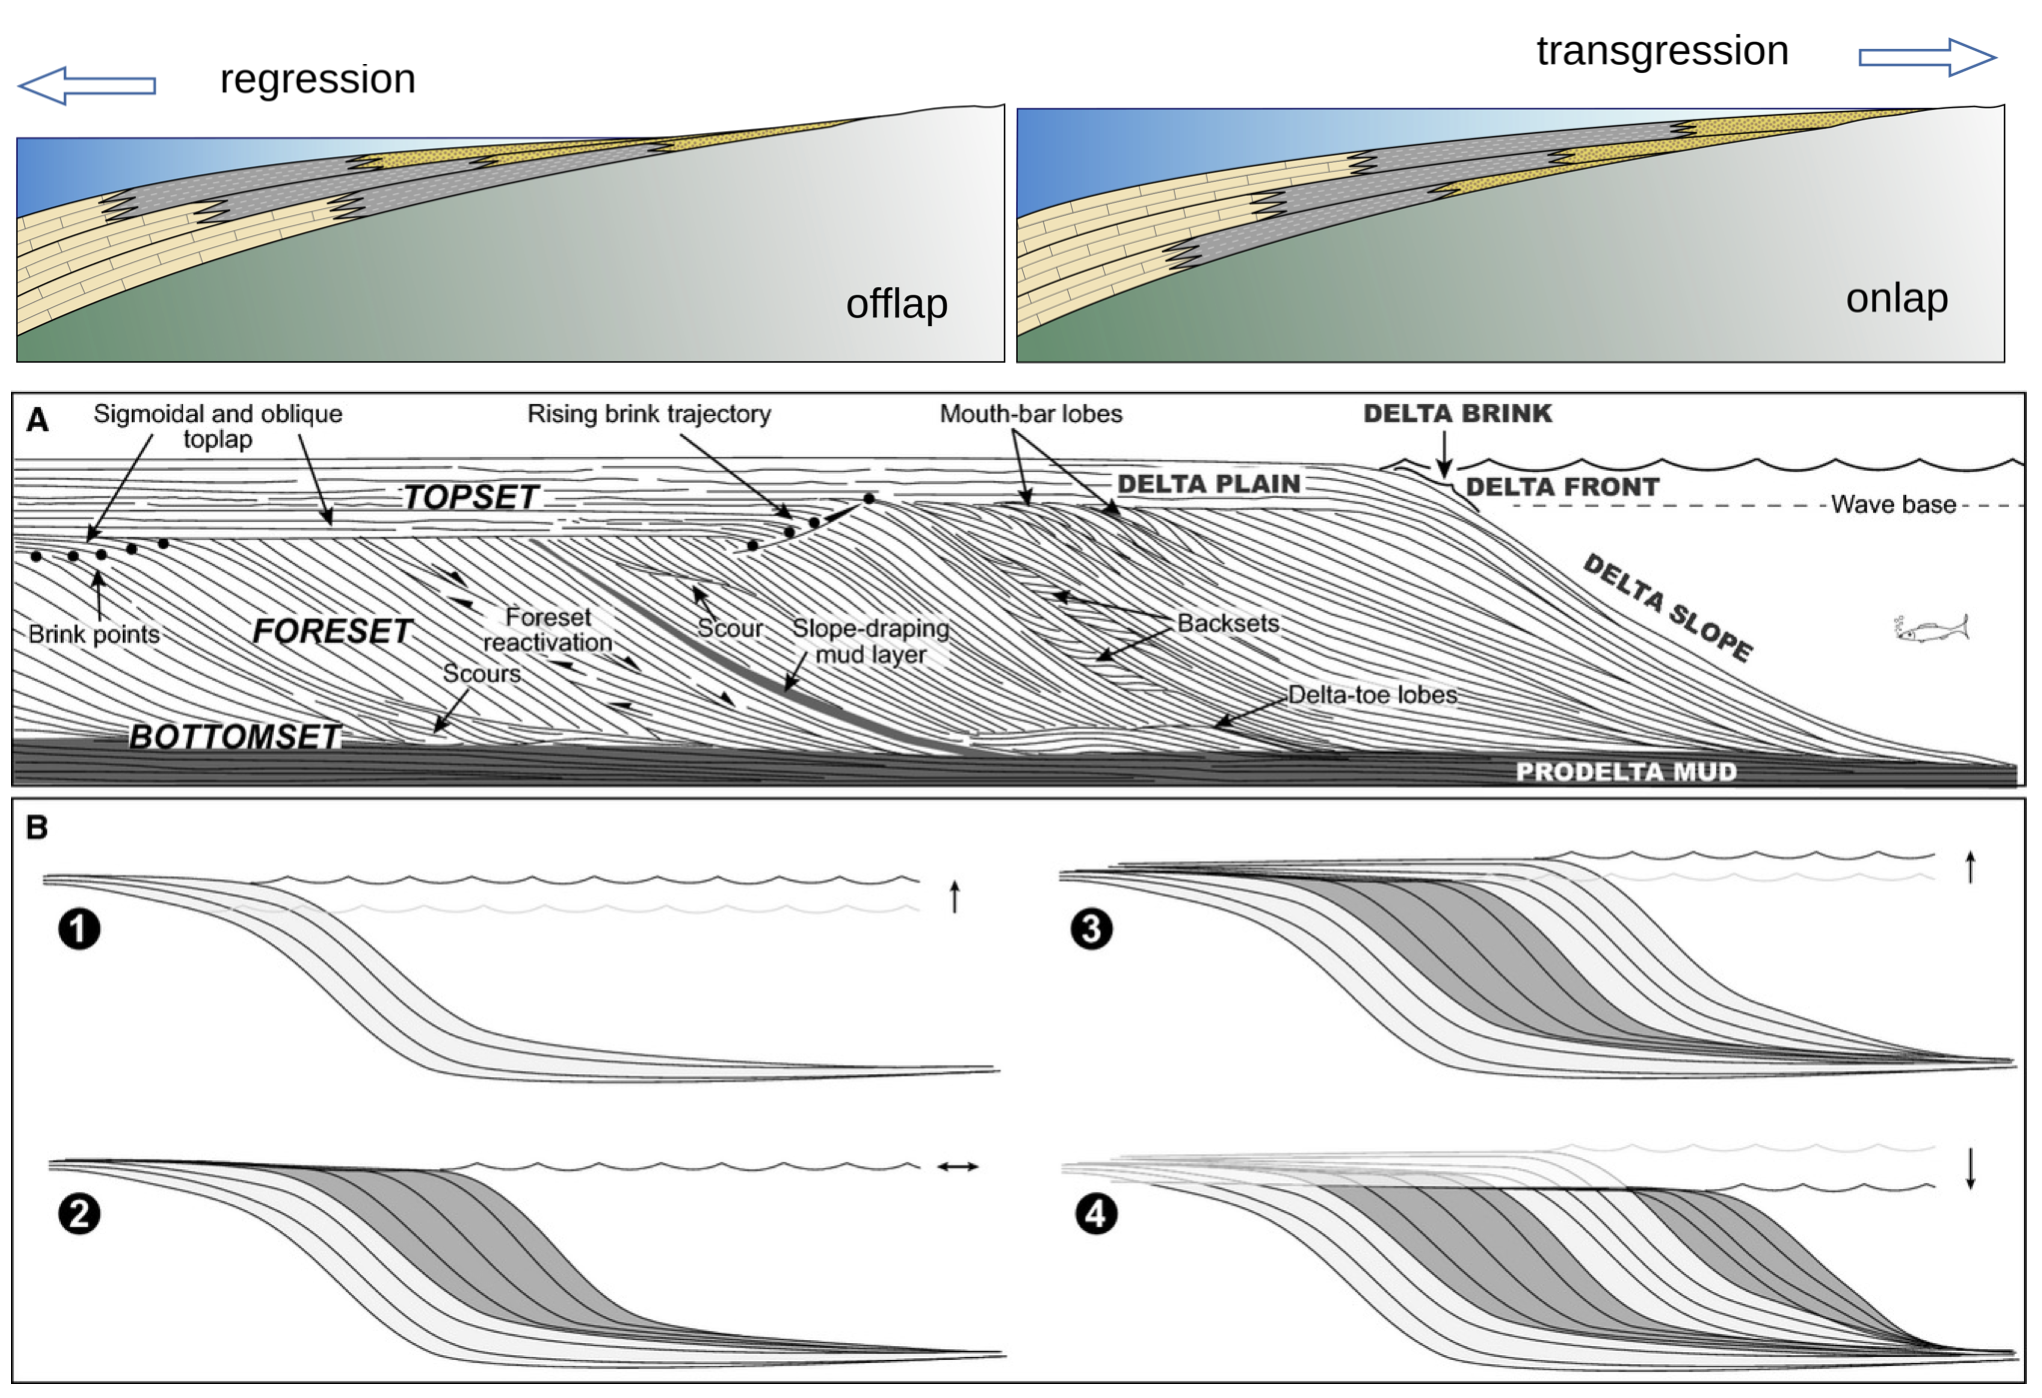 regression
transgression
offlap
onlap
A
Sigmoidal and oblique
toplap
Rising brink trajectory
Mouth-bar lobes
DELTA BRINK
TOPSET
DELTA PLAIN
DELTA FRONT
Wave base
DELTA SLOPE
Brink points
FORESET
Foreset
reactivation
Scour
Slope-draping
mud layer
Backsets
Scours
Delta-toe lobes
BOTTOMSET
PRODELTA MUD
B
1
3
2
4